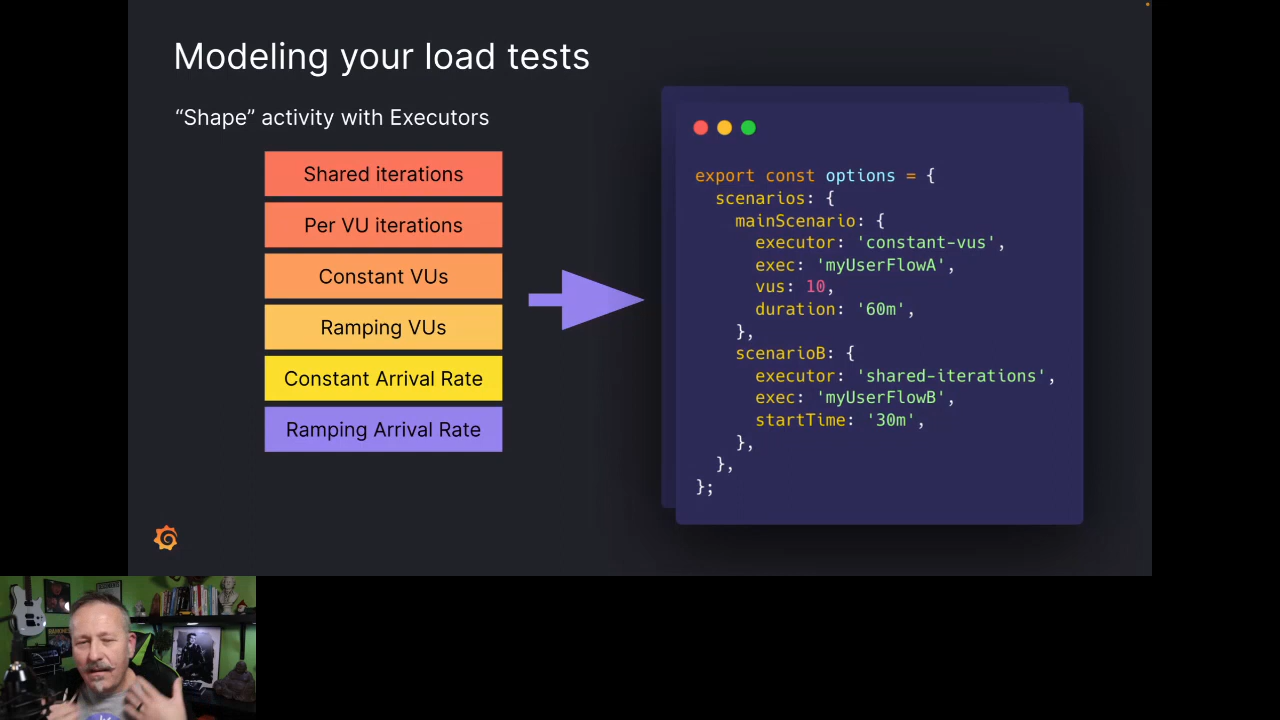 Modeling your load tests
“Shape” activity with Executors
Shared iterations
Per VU iterations
Constant VUs
Ramping VUs
Constant Arrival Rate
Ramping Arrival Rate
export const options = {
  scenarios: {
    mainScenario: {
      executor: 'constant-vus',
      exec: 'myUserFlowA',
      vus: 10,
      duration: '60m',
    },
    scenarioB: {
      executor: 'shared-iterations',
      exec: 'myUserFlowB',
      startTime: '30m',
    },
  },
};
RAMONES